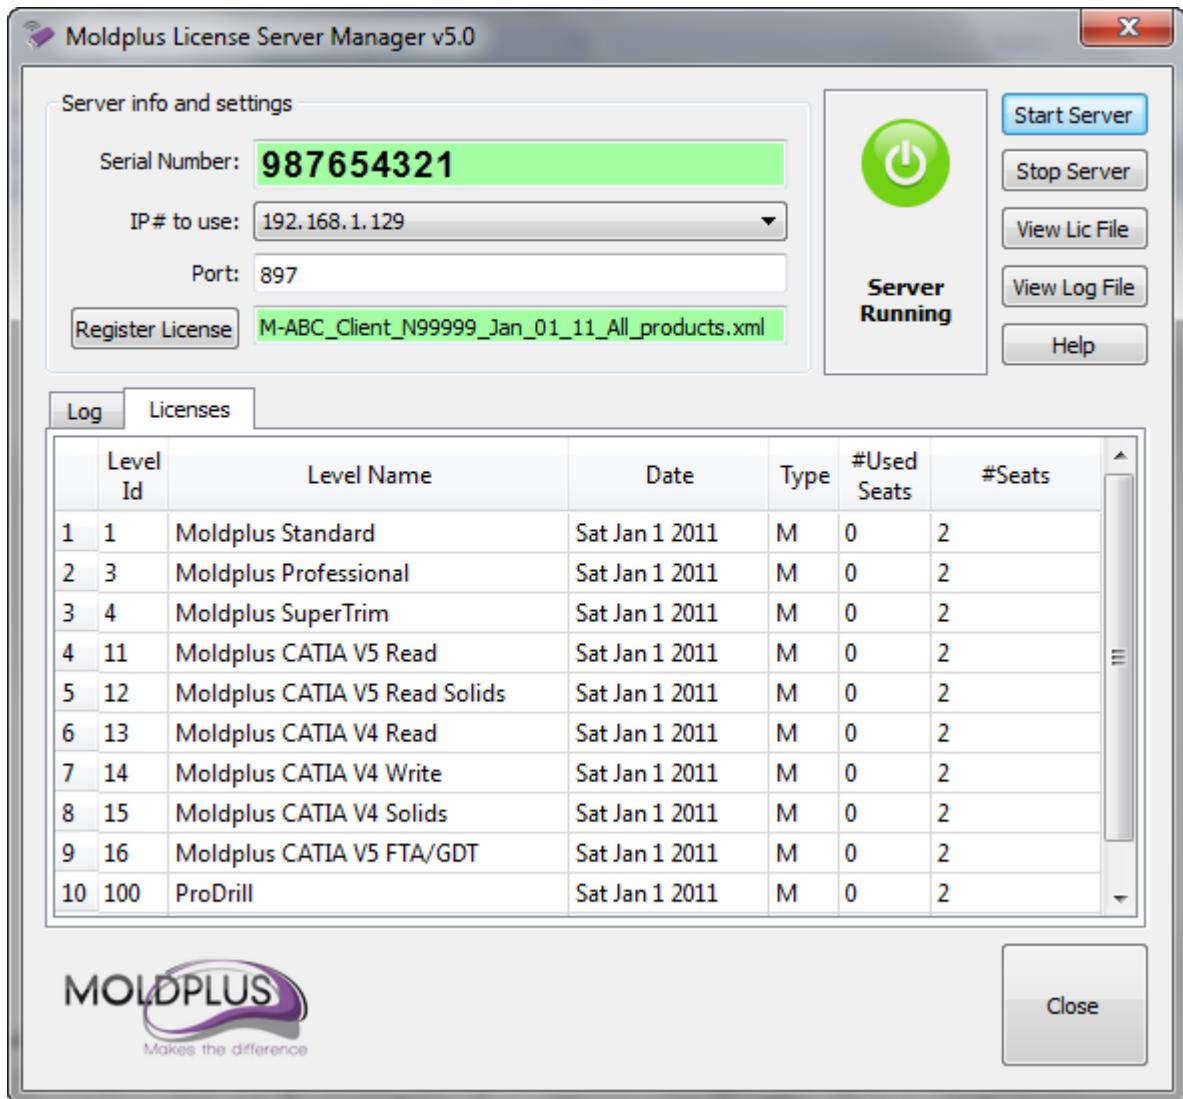 Moldplus License Server Manager v5.0
Server info and settings
Serial Number: 987654321
IP# to use: 192.168.1.129
Port: 897
Register License M-ABC_Client_N99999_Jan_01_11_All_products.xml
Server
Running
Start Server
Stop Server
View Lic File
View Log File
Help
Log Licenses
Level Id Level Name Date Type #Used Seats #Seats
1 1 Moldplus Standard Sat Jan 1 2011 M 0 2
2 3 Moldplus Professional Sat Jan 1 2011 M 0 2
3 4 Moldplus SuperTrim Sat Jan 1 2011 M 0 2
4 11 Moldplus CATIA V5 Read Sat Jan 1 2011 M 0 2
5 12 Moldplus CATIA V5 Read Solids Sat Jan 1 2011 M 0 2
6 13 Moldplus CATIA V4 Read Sat Jan 1 2011 M 0 2
7 14 Moldplus CATIA V4 Write Sat Jan 1 2011 M 0 2
8 15 Moldplus CATIA V4 Solids Sat Jan 1 2011 M 0 2
9 16 Moldplus CATIA V5 FTA/GDT Sat Jan 1 2011 M 0 2
10 100 ProDrill Sat Jan 1 2011 M 0 2
MOLDPLUS
Makes the difference
Close